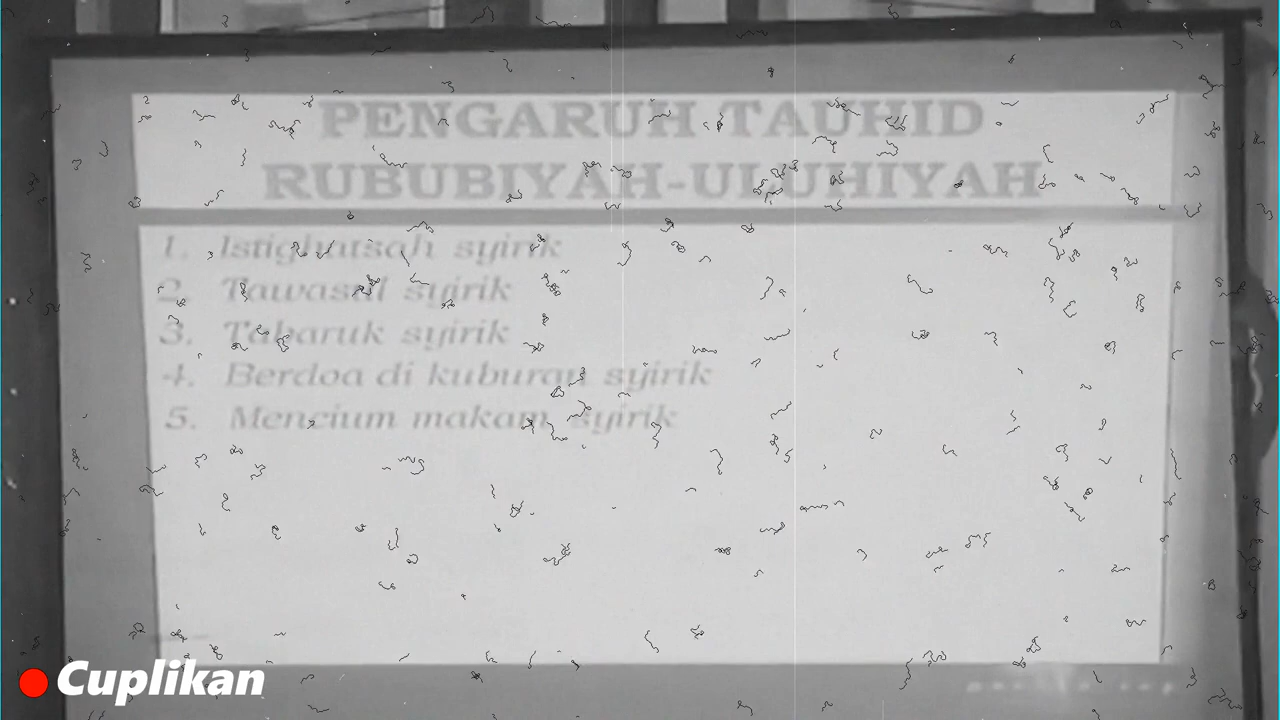 PENGARUH TAUHID
RUBUBIYAH-ULUHIYAH
1. Istighatsah syirik
2. Tawasul syirik
3. Tabaruk syirik
4. Berdoa di kuburan syirik
5. Mencium makam syirik
Cuplikan